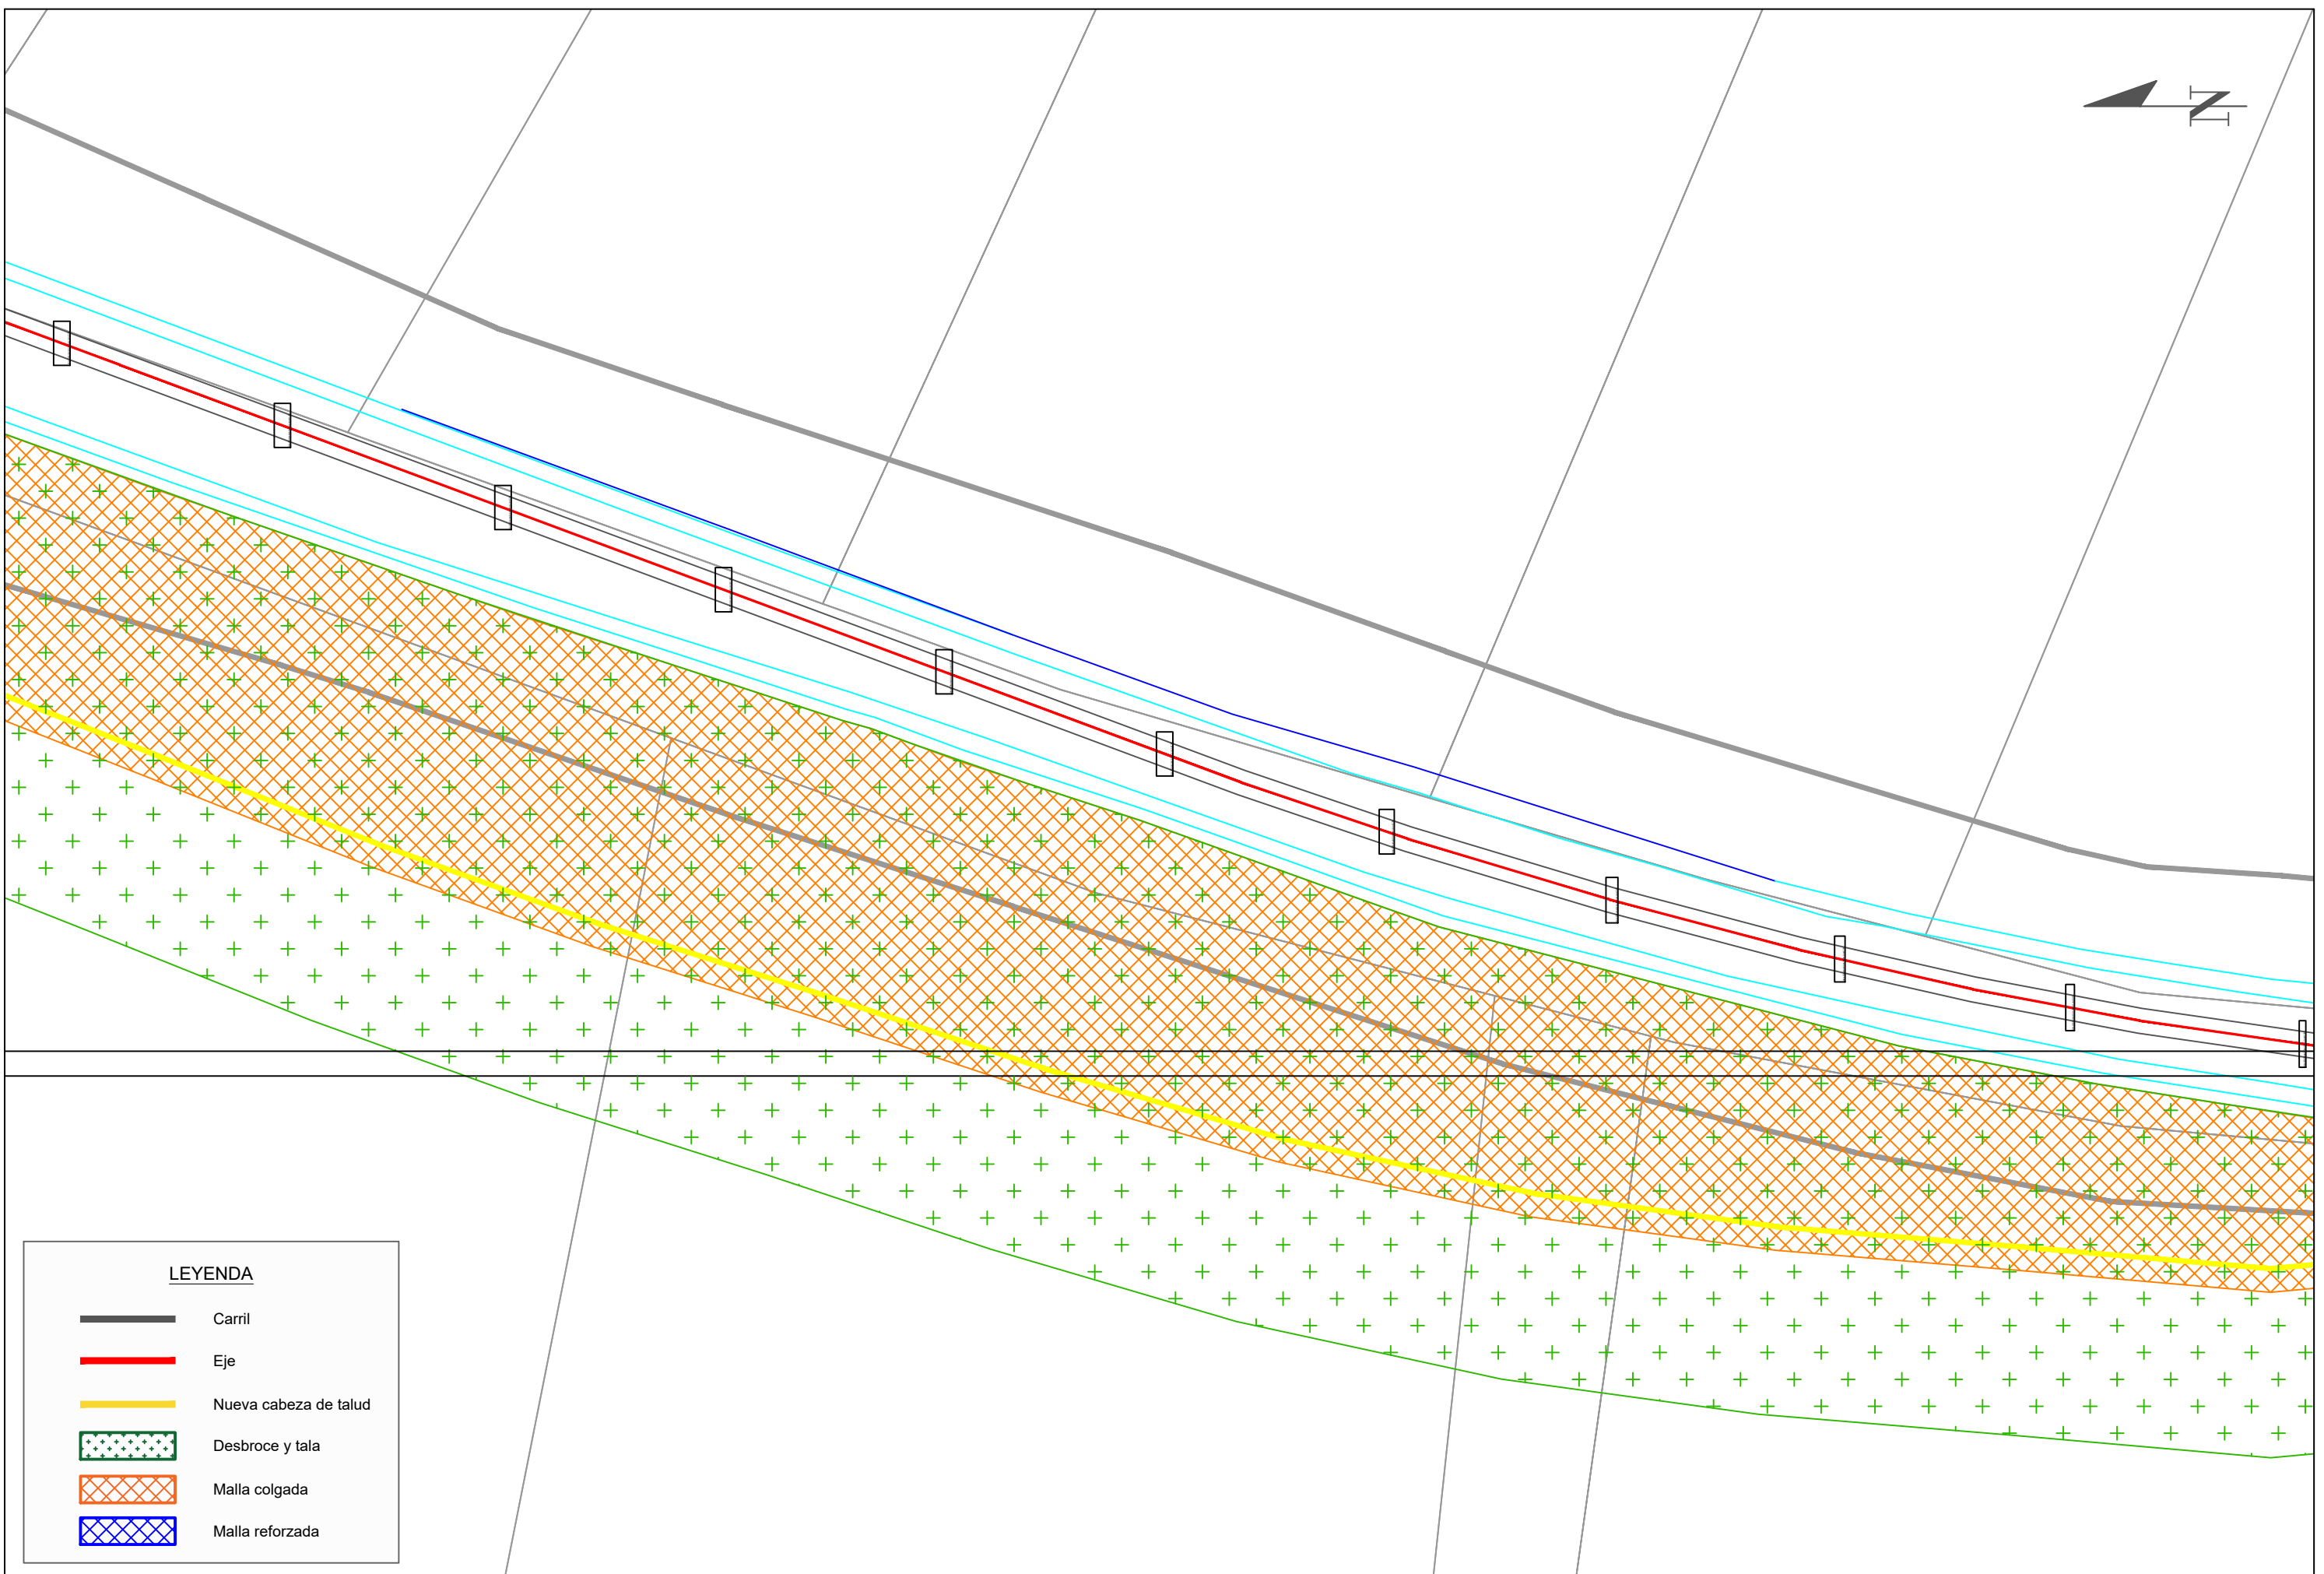 N
LEYENDA
Carril
Eje
Nueva cabeza de talud
Desbroce y tala
Malla colgada
Malla reforzada